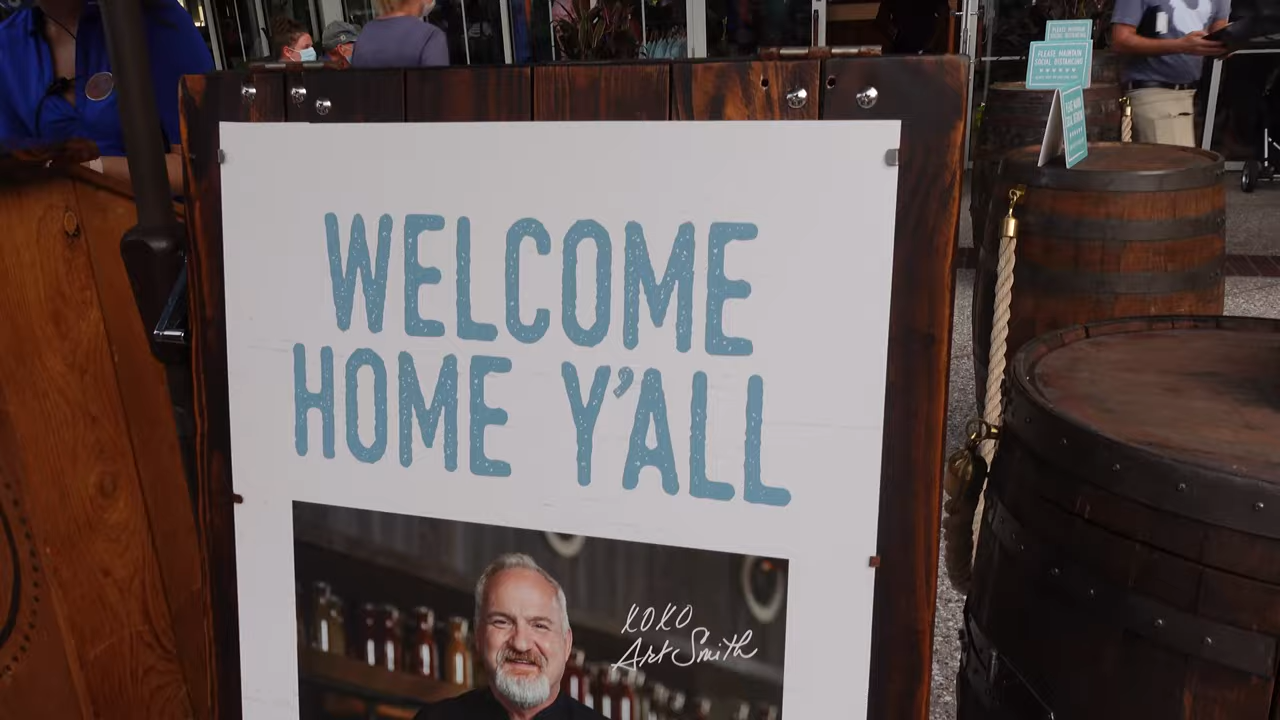 WELCOME
HOME Y'ALL
XOXO
Art Smith
PLEASE MAINTAIN
SOCIAL DISTANCING